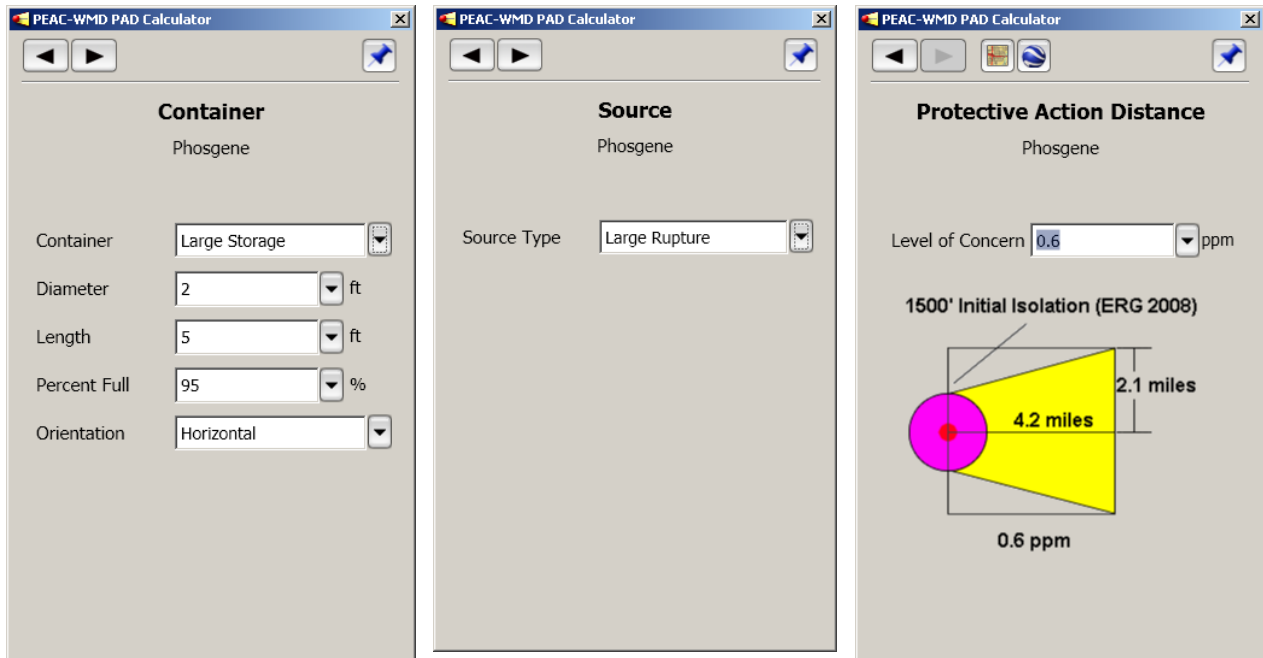 PEAC-WMD PAD Calculator
Container
Phosgene
Container Large Storage
Diameter 2 ft
Length 5 ft
Percent Full 95 %
Orientation Horizontal
PEAC-WMD PAD Calculator
Source
Phosgene
Source Type Large Rupture
PEAC-WMD PAD Calculator
Protective Action Distance
Phosgene
Level of Concern 0.6 ppm
1500' Initial Isolation (ERG 2008)
2.1 miles
4.2 miles
0.6 ppm